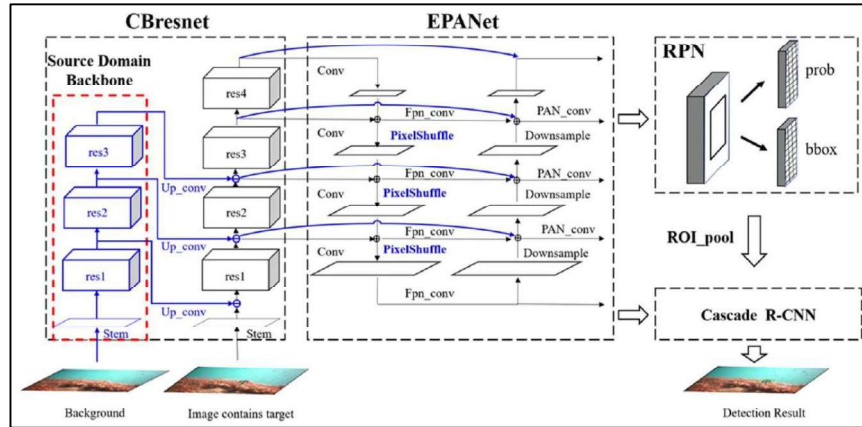 CBresnet
EPANet
RPN
Source Domain
Backbone
res4
Conv
prob
Fpn_conv
PAN_conv
res3
res3
Conv
PixelShuffle
Downsample
bbox
Up_conv
Fpn_conv
PAN_conv
res2
res2
PixelShuffle
Downsample
Up_conv
Fpn_conv
PAN_conv
ROI_pool
res1
res1
Conv
PixelShuffle
Downsample
Up_conv
Fpn_conv
Cascade R-CNN
Stem
Stem
Background
Image contains target
Detection Result